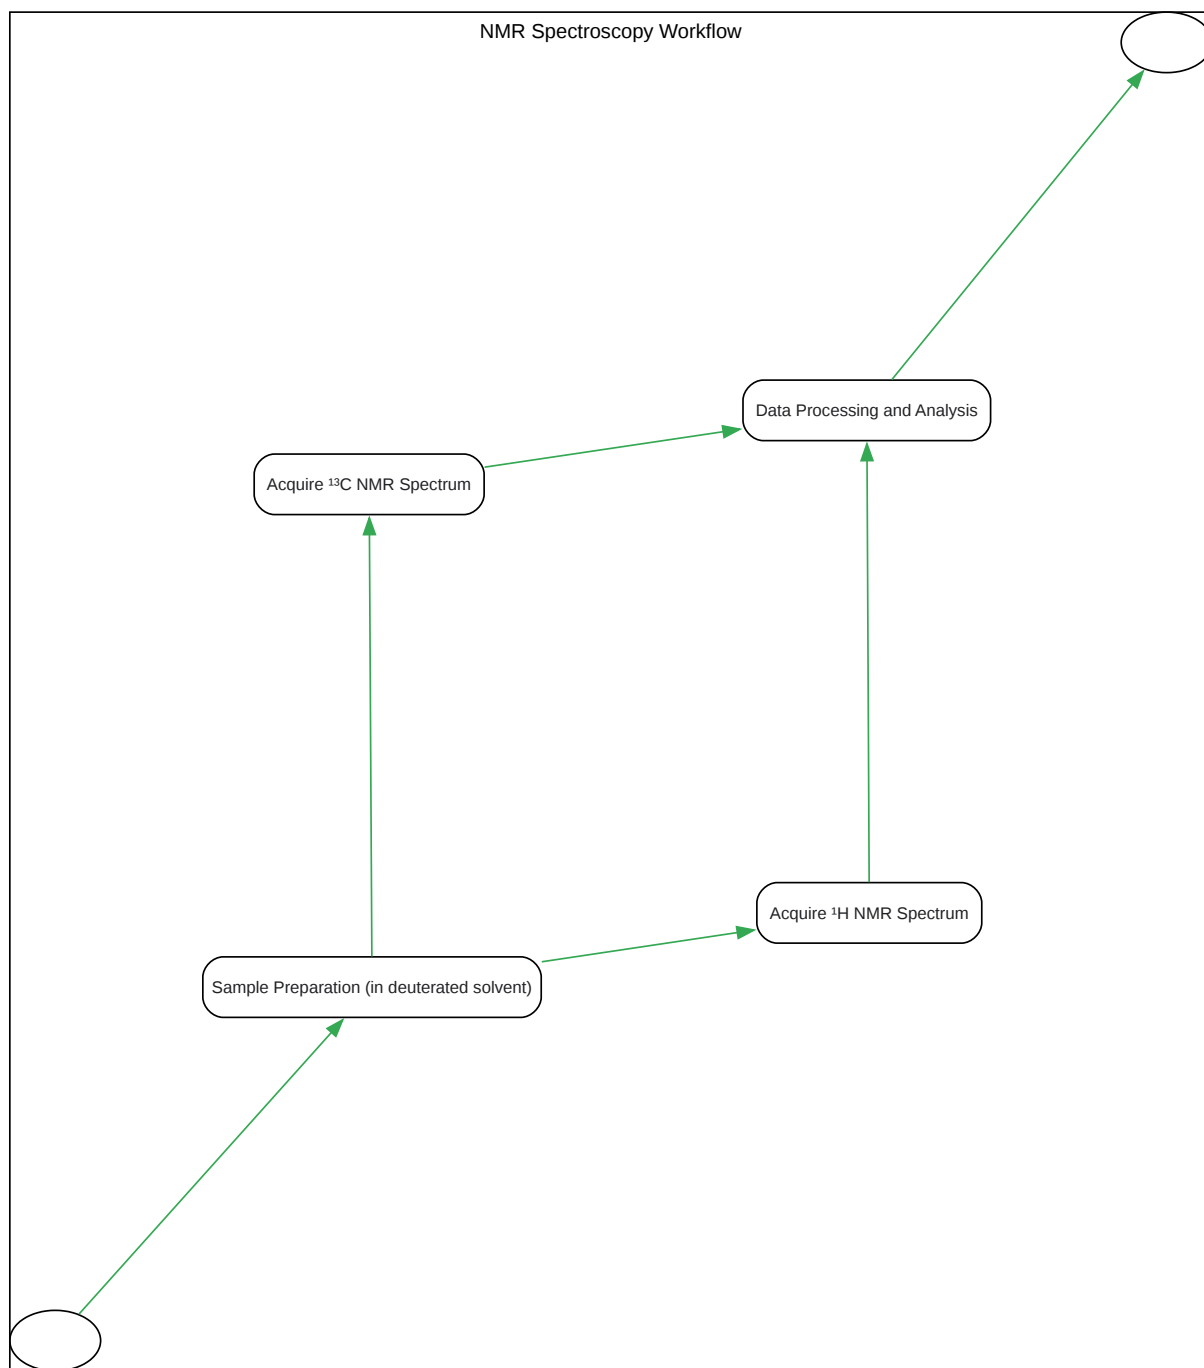 NMR Spectroscopy Workflow
Data Processing and Analysis
Acquire ¹³C NMR Spectrum
Acquire ¹H NMR Spectrum
Sample Preparation (in deuterated solvent)